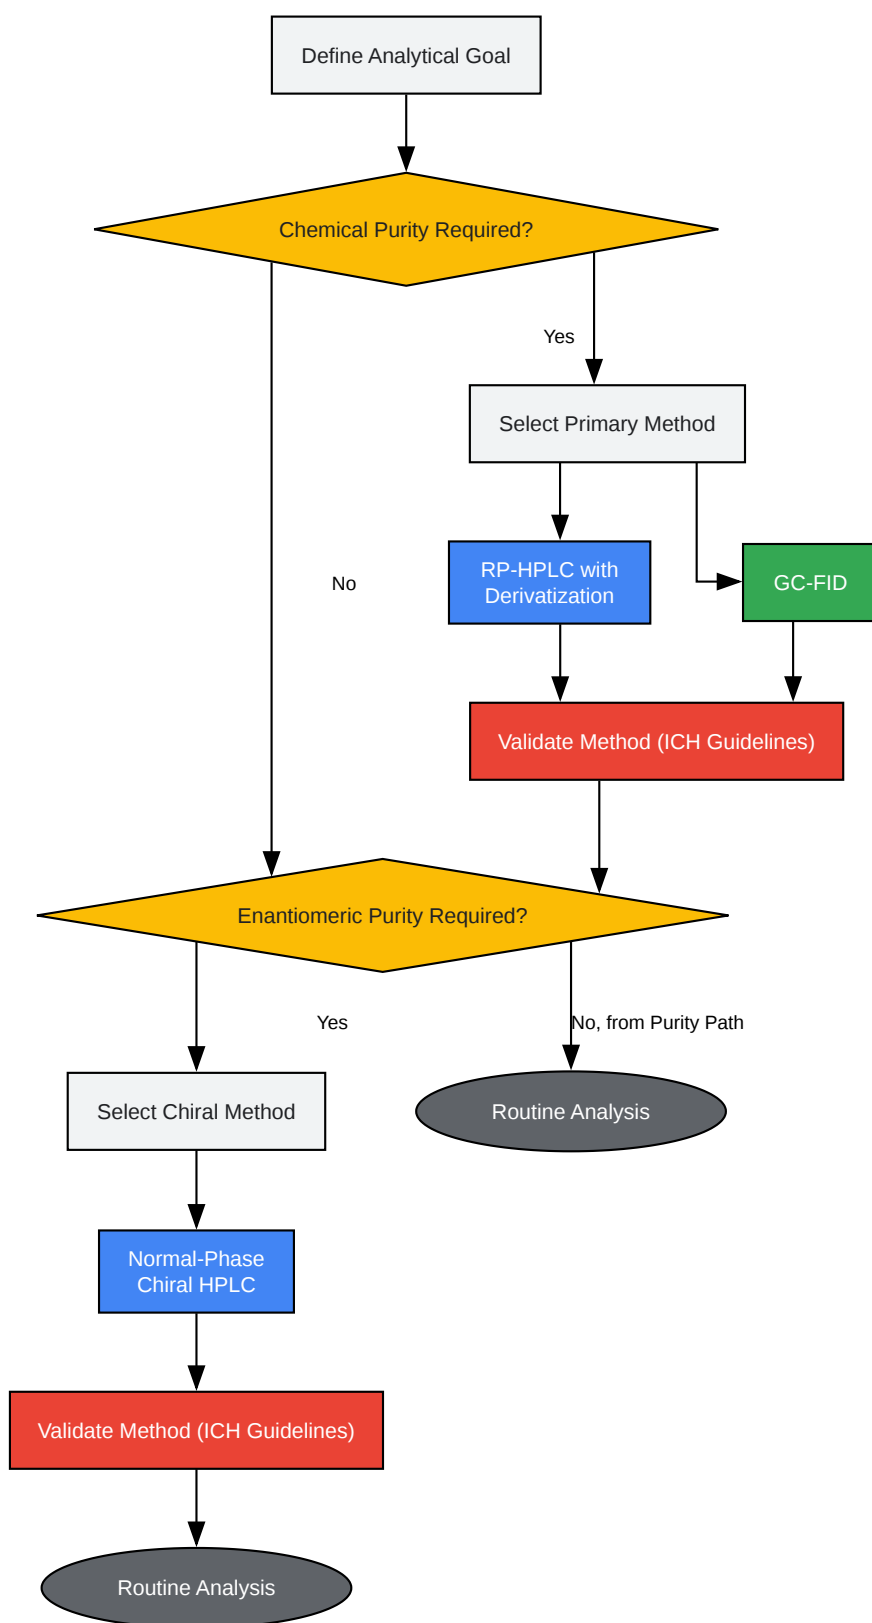 Define Analytical Goal
Chemical Purity Required?
Yes
Select Primary Method
RP-HPLC with
Derivatization
GC-FID
No
Validate Method (ICH Guidelines)
Enantiomeric Purity Required?
Yes
No, from Purity Path
Select Chiral Method
Routine Analysis
Normal-Phase
Chiral HPLC
Validate Method (ICH Guidelines)
Routine Analysis